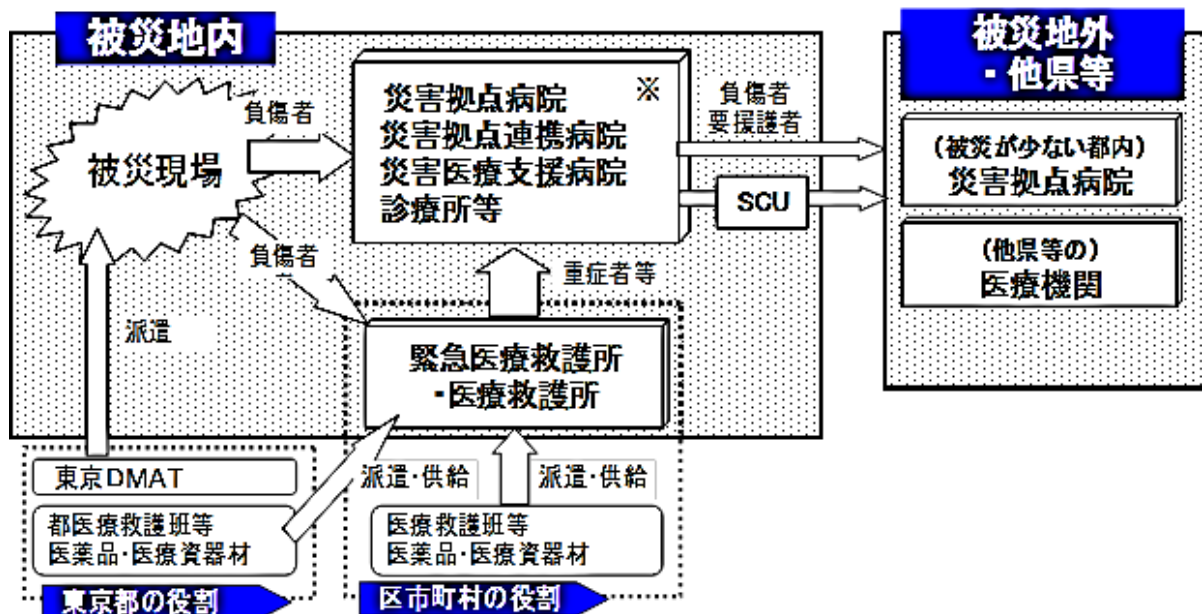 被災地内
被災現場
負傷者
災害拠点病院 ※
災害拠点連携病院
災害医療支援病院
診療所等
負傷者
要援護者
SCU
被災地外
・他県等
(被災が少ない都内)
災害拠点病院
(他県等の)
医療機関
負傷者
重症者等
派遣
緊急医療救護所
・医療救護所
東京DMAT
都医療救護班等
医薬品・医療資器材
東京都の役割
派遣・供給
派遣・供給
医療救護班等
医薬品・医療資器材
区市町村の役割